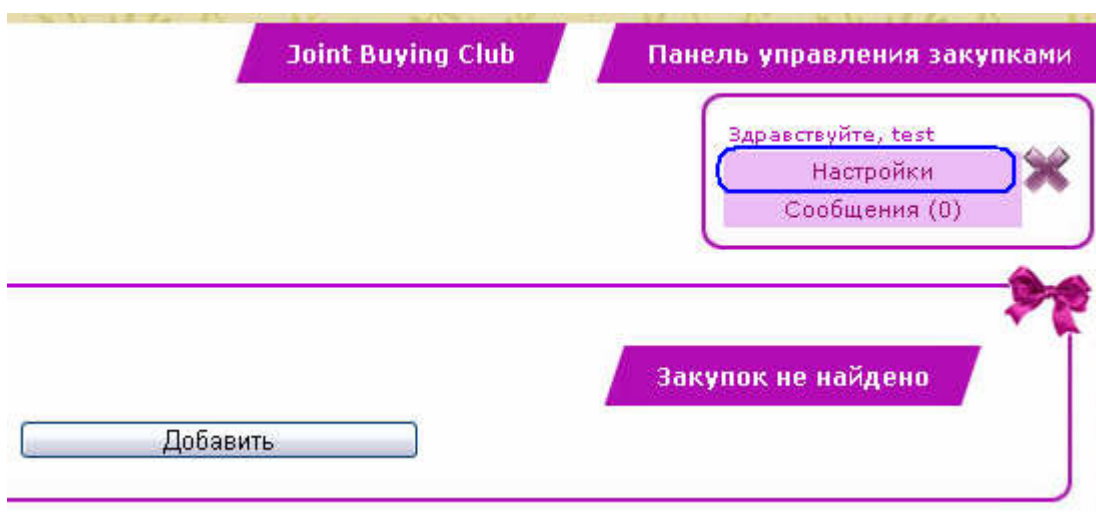 Joint Buying Club
Панель управления закупками
Здравствуйте, test
Настройки
Сообщения (0)
Закупок не найдено
Добавить